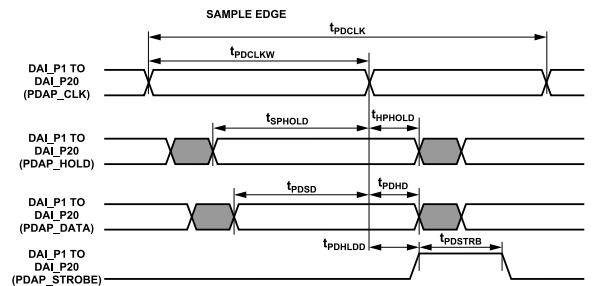 SAMPLE EDGE
tPDCLK
tPDCLKW
DAI_P1 TO
DAI_P20
(PDAP_CLK)
tSPHOLD
tHPHOLD
DAI_P1 TO
DAI_P20
(PDAP_HOLD)
tPDSD
tPDHD
DAI_P1 TO
DAI_P20
(PDAP_DATA)
tPDHLDD
tPDSTRB
DAI_P1 TO
DAI_P20
(PDAP_STROBE)